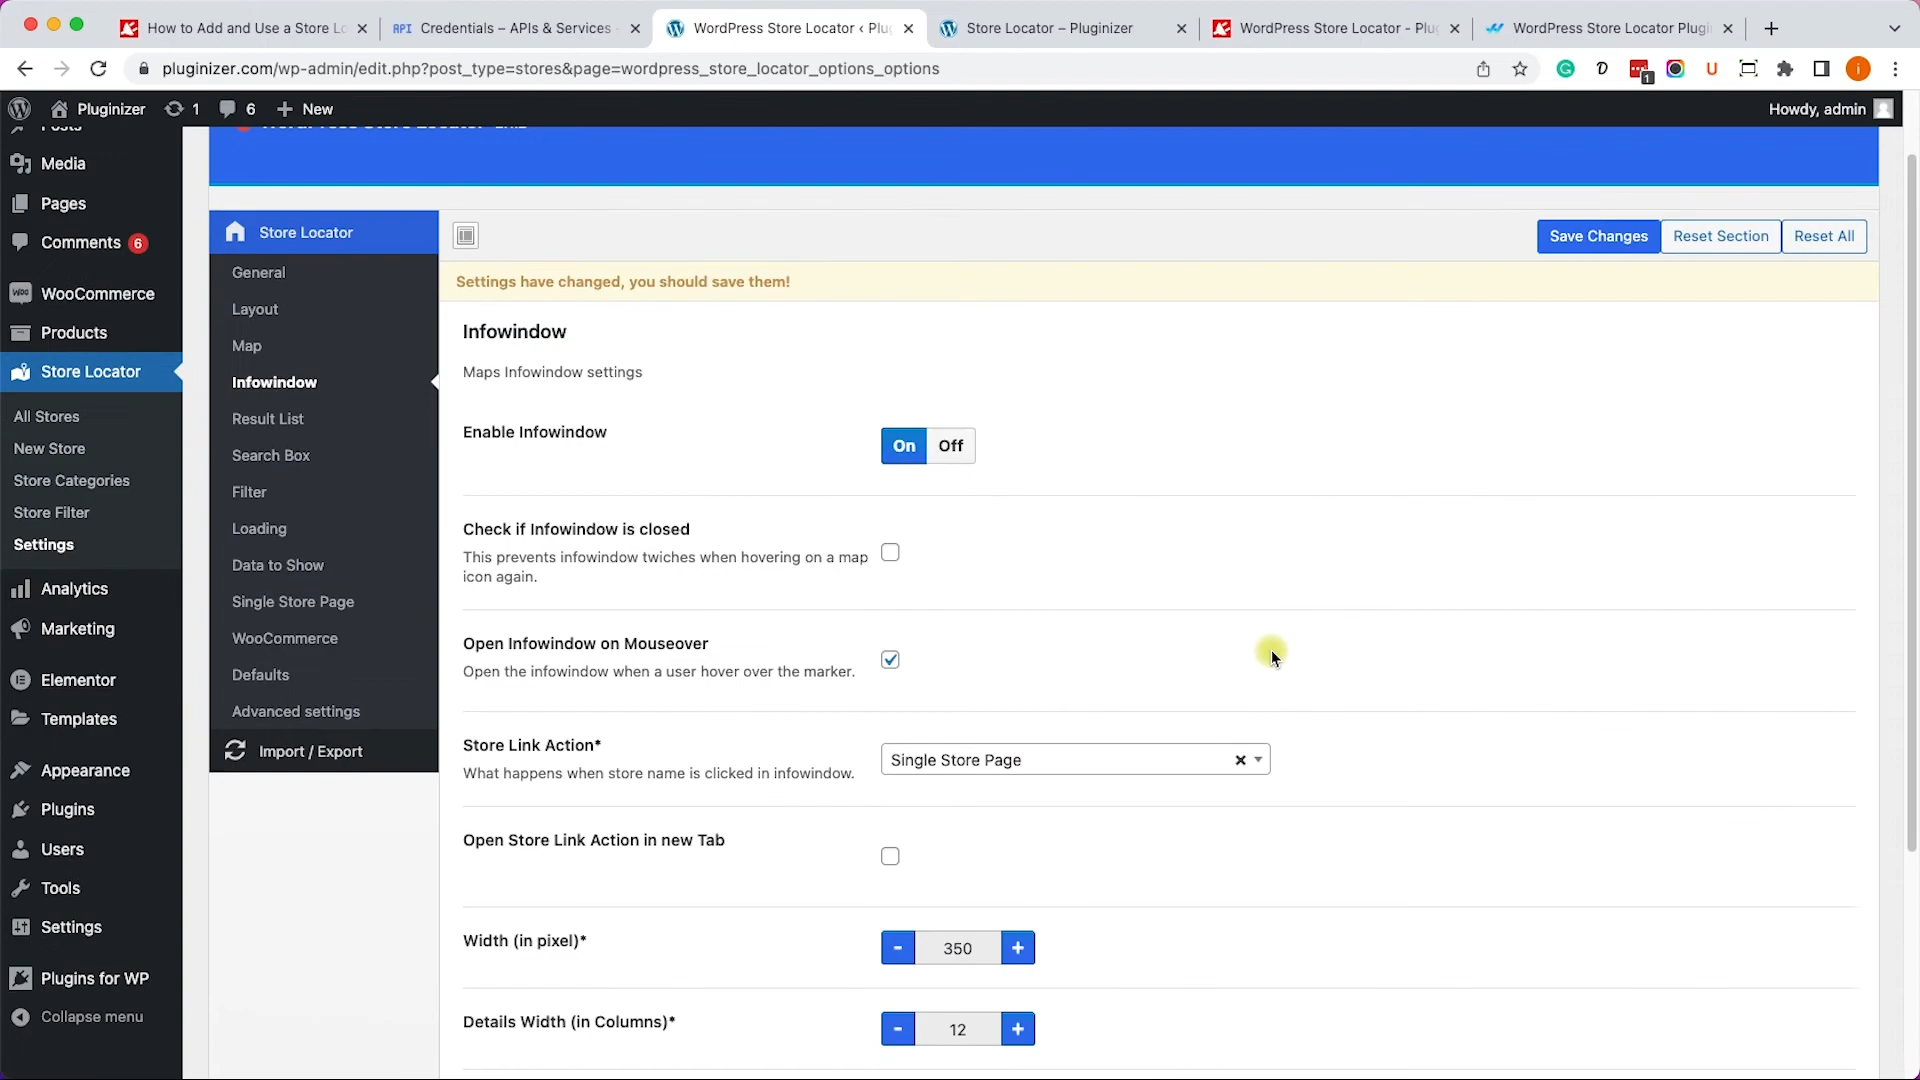 How to Add and Use a Store Lo
API Credentials – APIs & Services -
WordPress Store Locator ‹ Plu
Store Locator – Pluginizer
WordPress Store Locator - Plug
WordPress Store Locator Plugi
pluginizer.com/wp-admin/edit.php?post_type=stores&page=wordpress_store_locator_options_options
Pluginizer 1 6 + New
Howdy, admin
Posts
Media
Pages
Comments 6
WooCommerce
Products
Store Locator
All Stores
New Store
Store Categories
Store Filter
Settings
Analytics
Marketing
Elementor
Templates
Appearance
Plugins
Users
Tools
Settings
Plugins for WP
Collapse menu
Store Locator
General
Layout
Map
Infowindow
Result List
Search Box
Filter
Loading
Data to Show
Single Store Page
WooCommerce
Defaults
Advanced settings
Import / Export
Save Changes Reset Section Reset All
Settings have changed, you should save them!
Infowindow
Maps Infowindow settings
Enable Infowindow
On Off
Check if Infowindow is closed
This prevents infowindow twiches when hovering on a map
icon again.
Open Infowindow on Mouseover
Open the infowindow when a user hover over the marker.
Store Link Action*
What happens when store name is clicked in infowindow.
Single Store Page
Open Store Link Action in new Tab
Width (in pixel)*
- 350 +
Details Width (in Columns)*
- 12 +